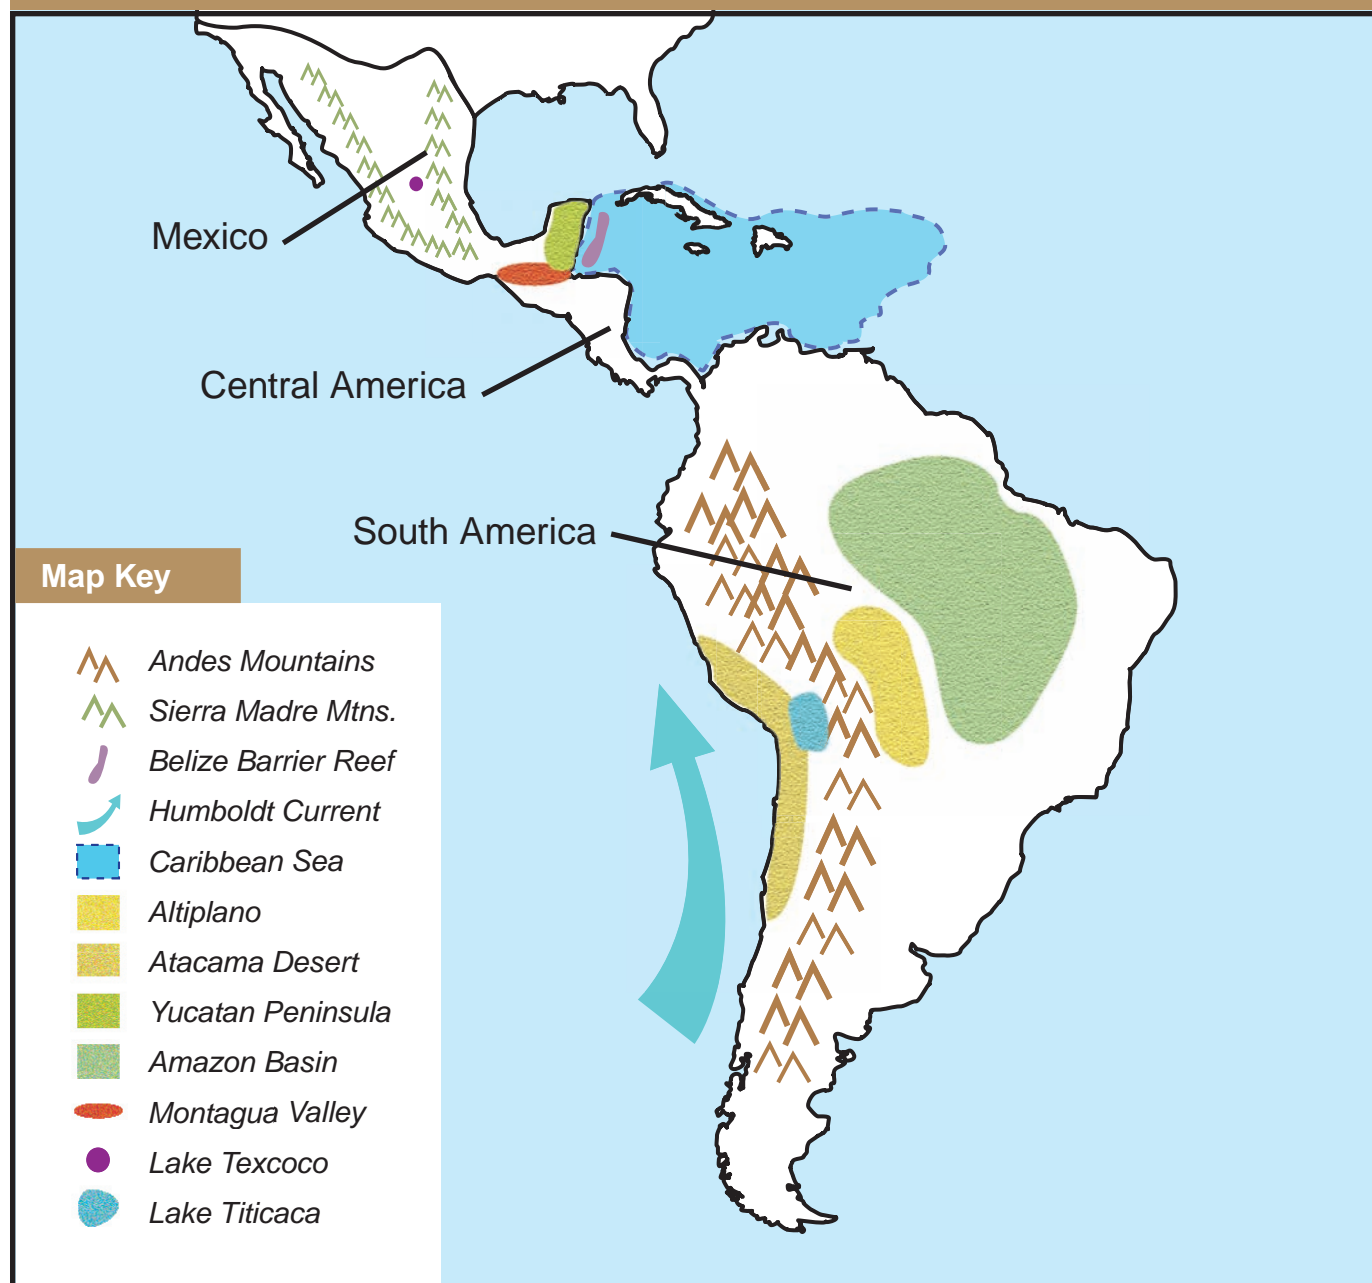 Mexico
Central America
South America
Map Key
Andes Mountains
Sierra Madre Mtns.
Belize Barrier Reef
Humboldt Current
Caribbean Sea
Altiplano
Atacama Desert
Yucatan Peninsula
Amazon Basin
Montagua Valley
Lake Texcoco
Lake Titicaca